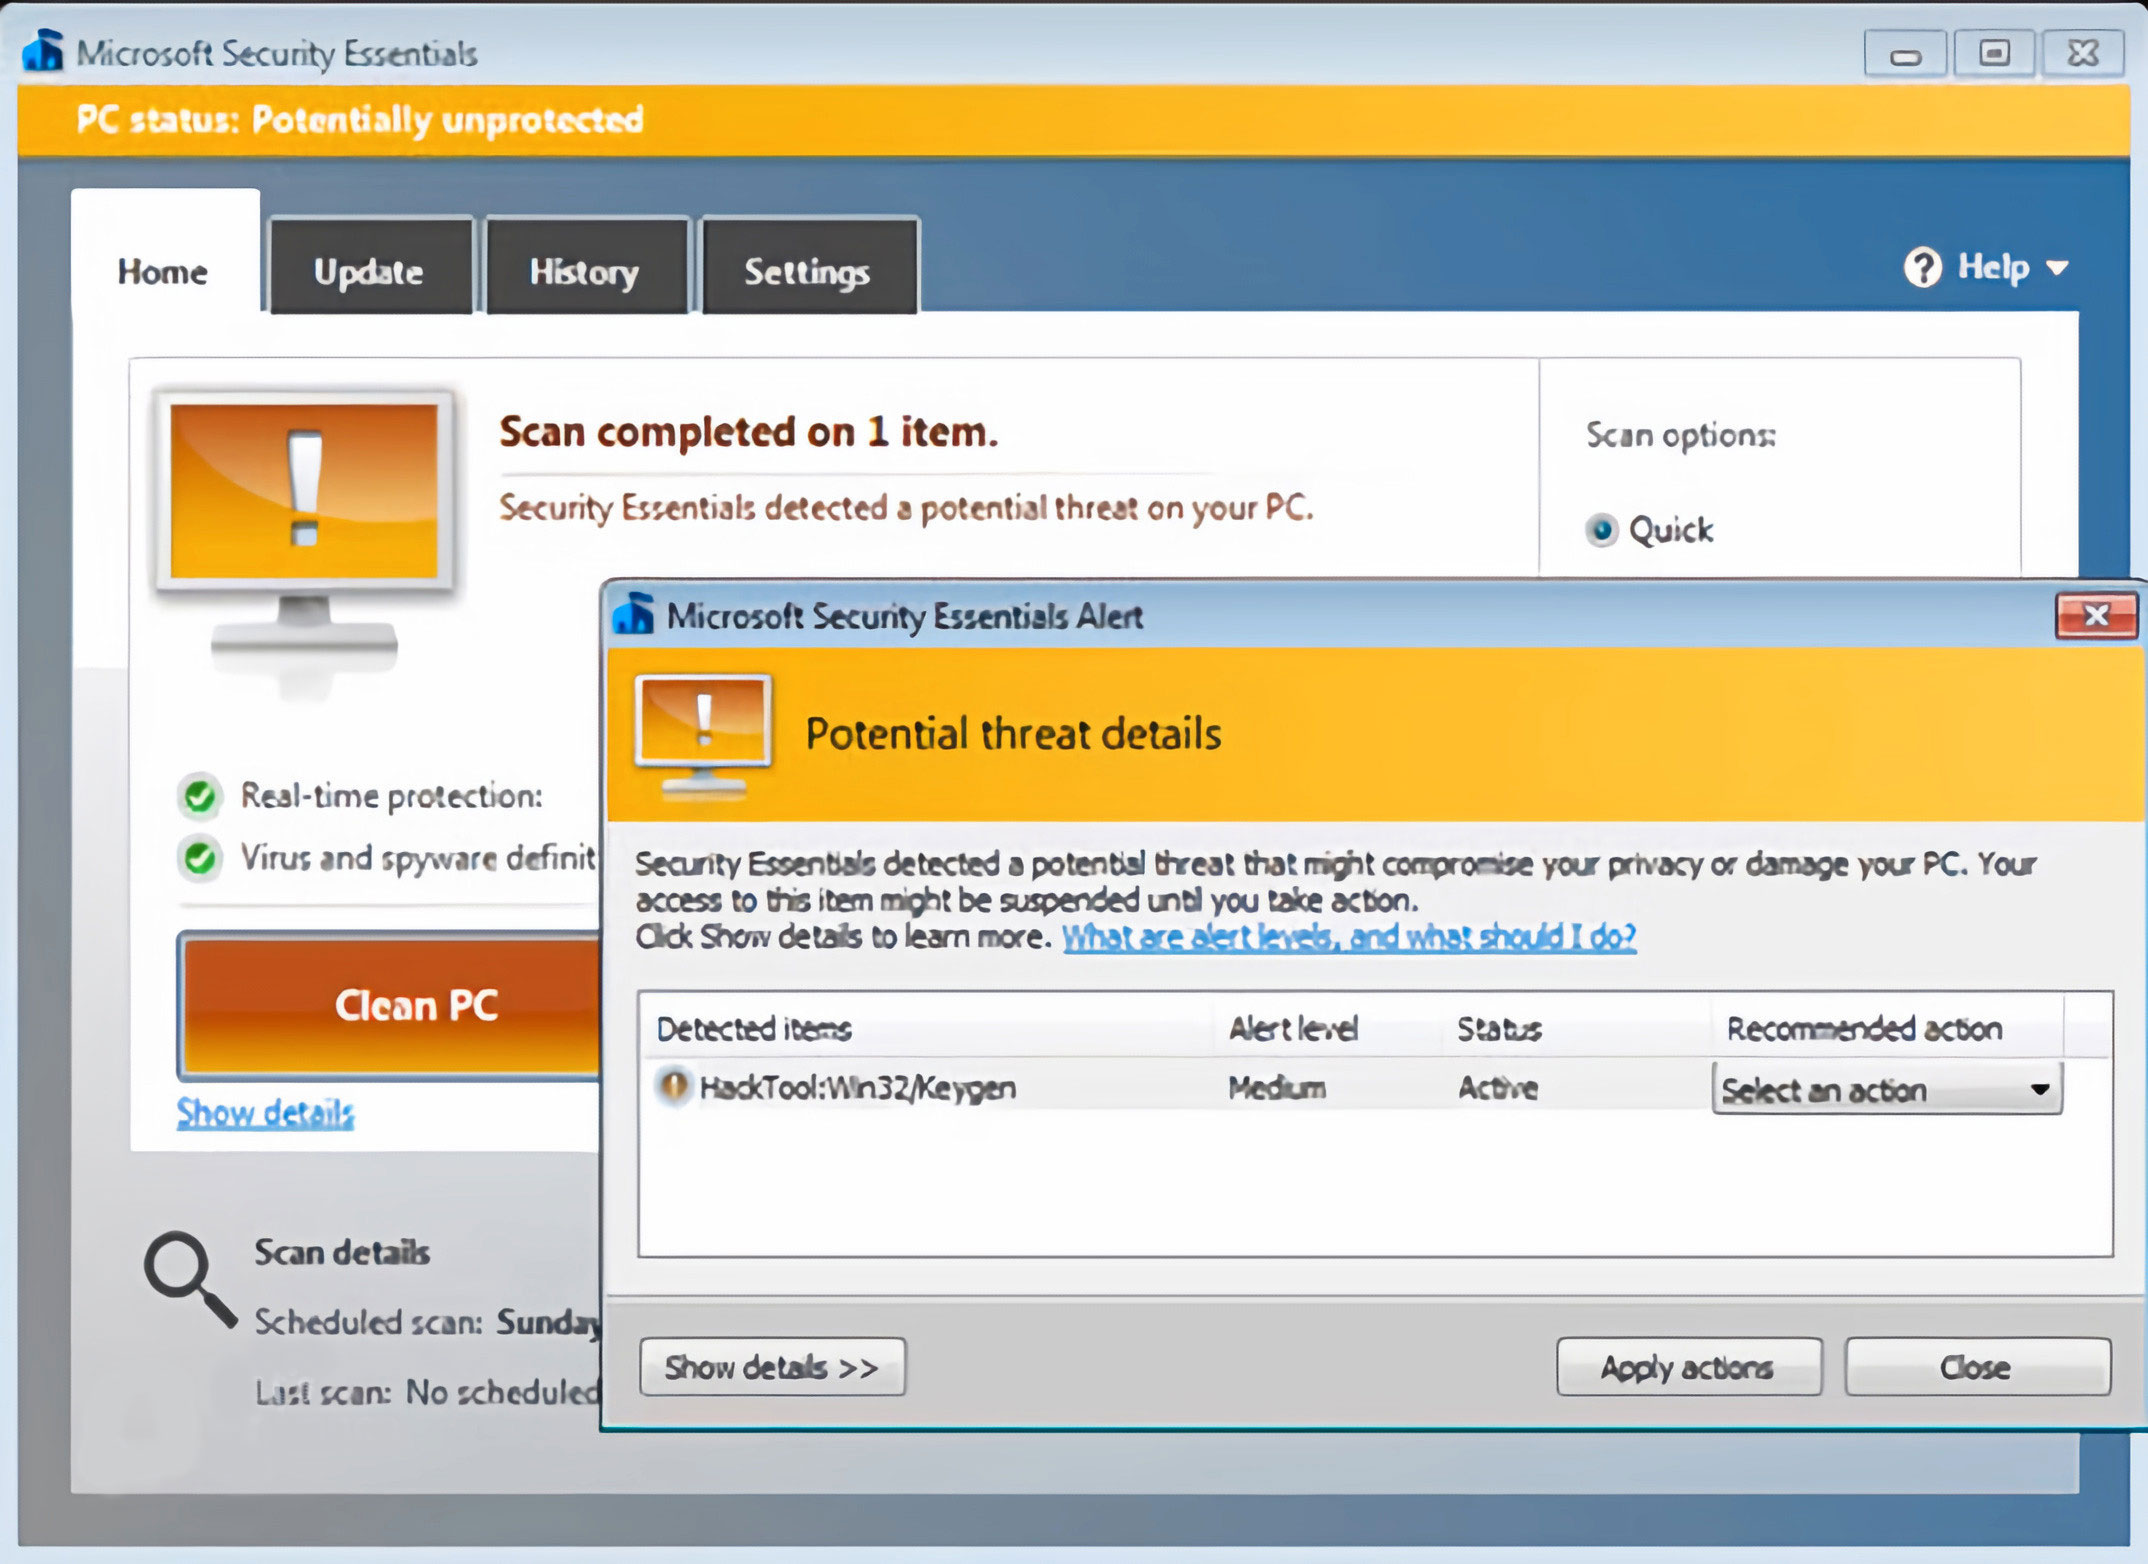 Microsoft Security Essentials
PC status: Potentially unprotected
Home
Update
History
Settings
? Help
Scan completed on 1 item.
Security Essentials detected a potential threat on your PC.
Scan options:
Quick
Real-time protection:
Virus and spyware definit
Clean PC
Show details
Scan details
Scheduled scan: Sunday
Last scan: No scheduled
Microsoft Security Essentials Alert
Potential threat details
Security Essentials detected a potential threat that might compromise your privacy or damage your PC. Your
access to this item might be suspended until you take action.
Click Show details to learn more. What are alert levels, and what should I do?
Detected items Alert level Status Recommended action
HackTool:Win32/Keygen Medium Active Select an action
Show details >> Apply actions Close